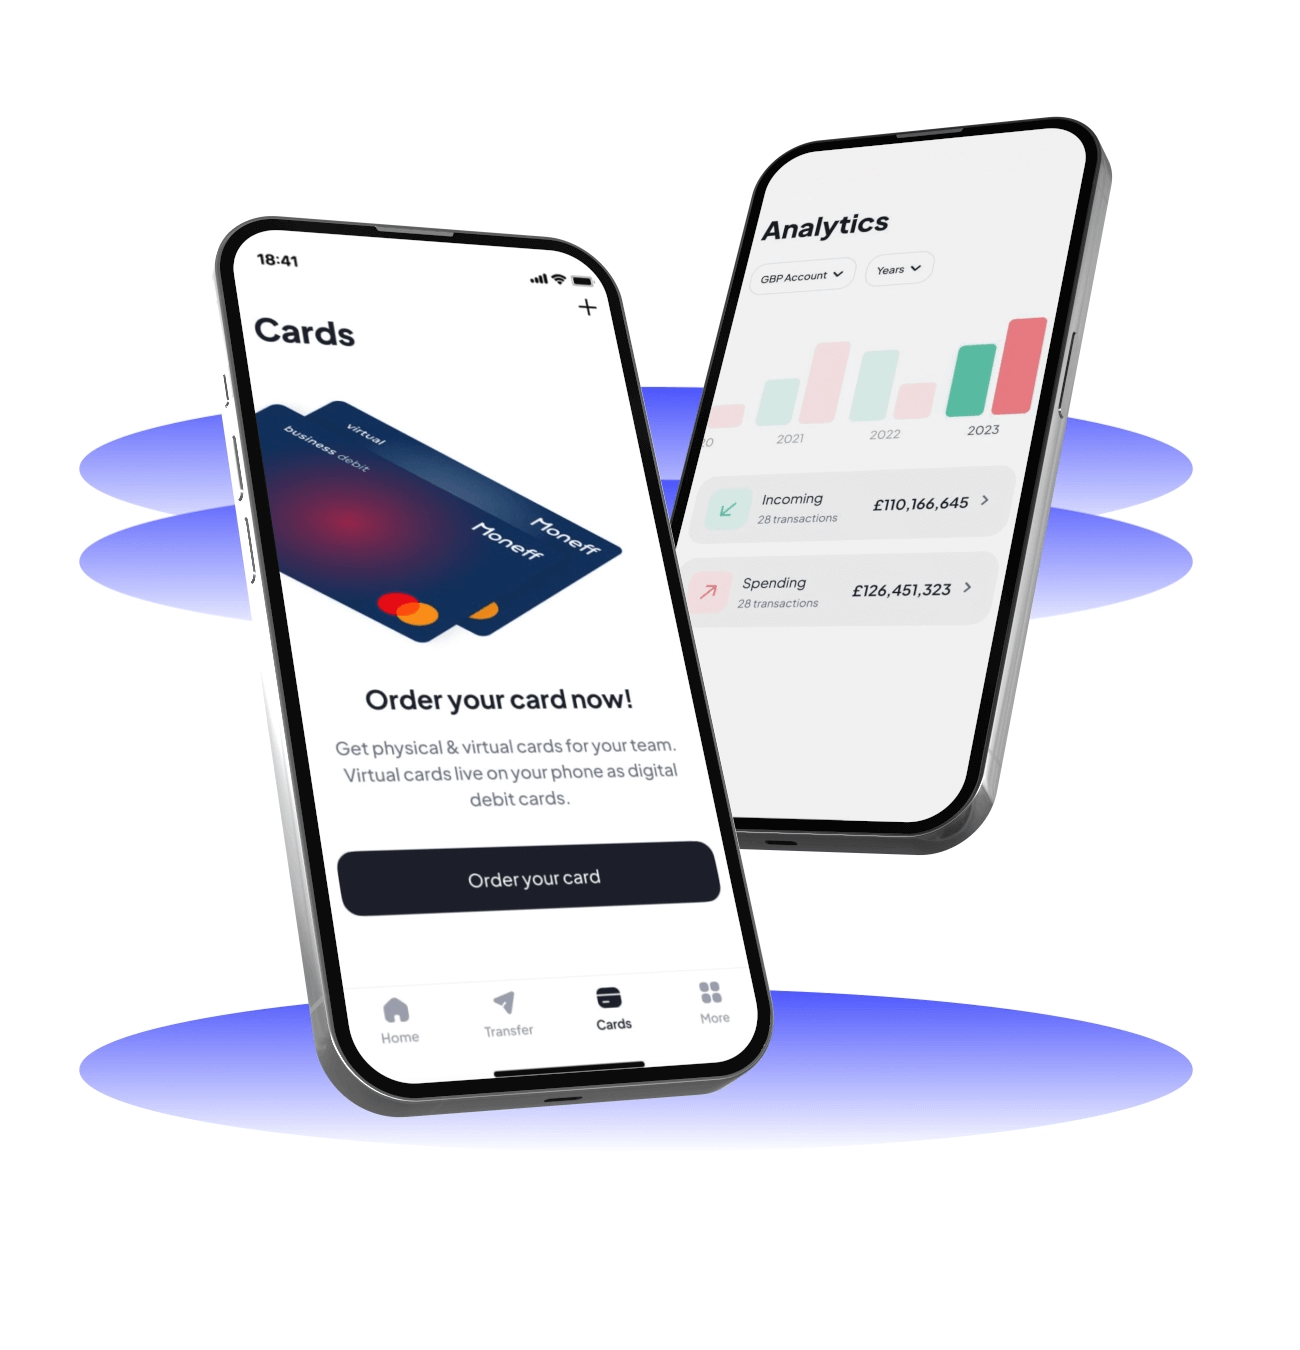 18:41
Cards
virtual
business debit
Moneff
Moneff
Order your card now!
Get physical & virtual cards for your team.
Virtual cards live on your phone as digital
debit cards.
Order your card
Home
Transfer
Cards
More
Analytics
GBP Account
Years
20
2021
2022
2023
Incoming
28 transactions
£110,166,645
Spending
28 transactions
£126,451,323